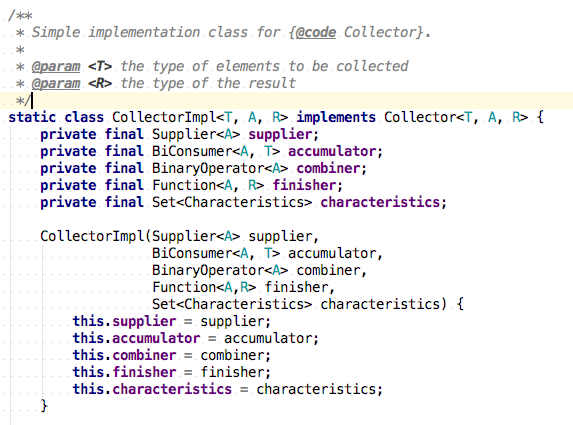 /**
 * Simple implementation class for {@code Collector}.
 *
 * @param <T> the type of elements to be collected
 * @param <R> the type of the result
 */
static class CollectorImpl<T, A, R> implements Collector<T, A, R> {
    private final Supplier<A> supplier;
    private final BiConsumer<A, T> accumulator;
    private final BinaryOperator<A> combiner;
    private final Function<A, R> finisher;
    private final Set<Characteristics> characteristics;

    CollectorImpl(Supplier<A> supplier,
                  BiConsumer<A, T> accumulator,
                  BinaryOperator<A> combiner,
                  Function<A,R> finisher,
                  Set<Characteristics> characteristics) {
        this.supplier = supplier;
        this.accumulator = accumulator;
        this.combiner = combiner;
        this.finisher = finisher;
        this.characteristics = characteristics;
    }